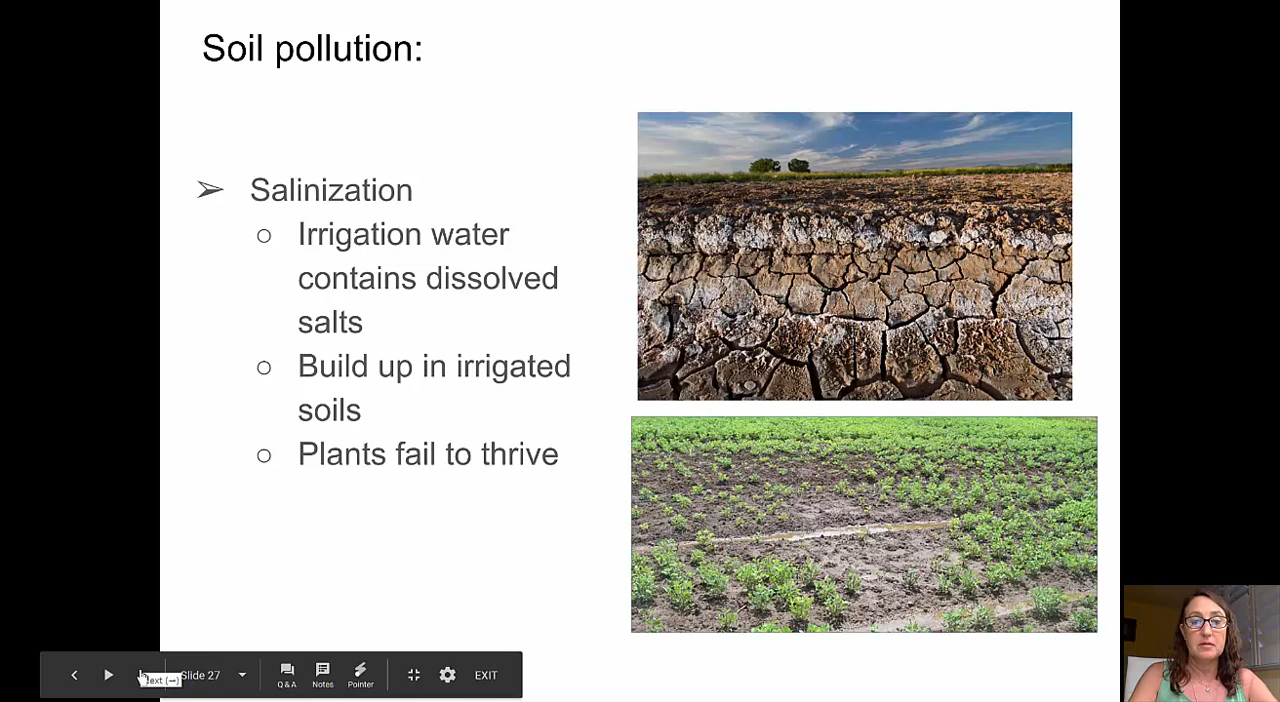 Soil pollution:
➢ Salinization
○ Irrigation water
contains dissolved
salts
○ Build up in irrigated
soils
○ Plants fail to thrive
Slide 27
Q & A
Notes
Pointer
EXIT